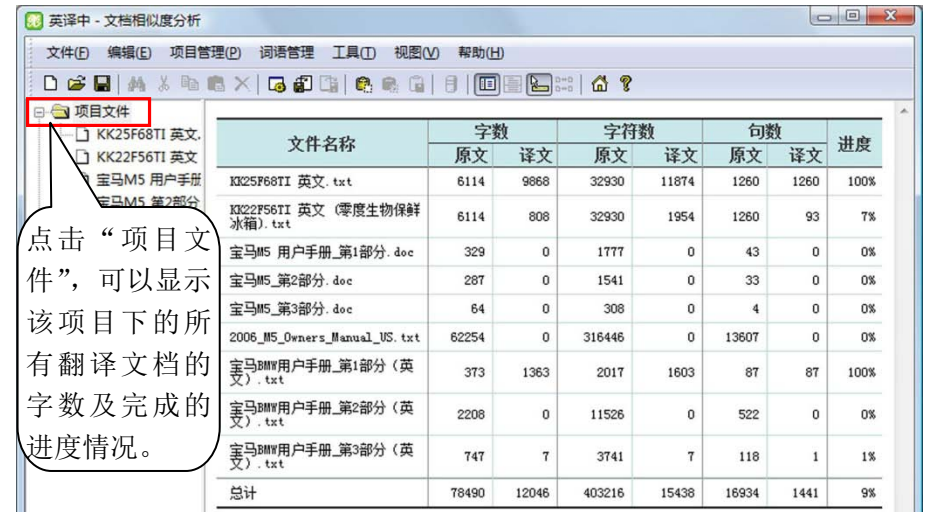 英译中 - 文档相似度分析
文件(F) 编辑(E) 项目管理(P) 词语管理 工具(T) 视图(V) 帮助(H)
项目文件
KK25F68TI 英文.
KK22F56TI 英文
宝马M5 用户手册
宝马M5 第2部分
点击“项目文
件”，可以显示
该项目下的所
有翻译文档的
字数及完成的
进度情况。
文件名称 字数 字符数 句数 进度
原文 译文 原文 译文 原文 译文
KK25F68TI 英文.txt 6114 9868 32930 11874 1260 1260 100%
KK22F56TI 英文 (零度生物保鲜
冰箱).txt 6114 808 32930 1954 1260 93 7%
宝马M5 用户手册_第1部分.doc 329 0 1777 0 43 0 0%
宝马M5_第2部分.doc 287 0 1541 0 33 0 0%
宝马M5_第3部分.doc 64 0 308 0 4 0 0%
2006_M5_Owners_Manual_US.txt 62254 0 316446 0 13607 0 0%
宝马BMW用户手册_第1部分（英
文）.txt 373 1363 2017 1603 87 87 100%
宝马BMW用户手册_第2部分（英
文）.txt 2208 0 11526 0 522 0 0%
宝马BMW用户手册_第3部分（英
文）.txt 747 7 3741 7 118 1 1%
总计 78490 12046 403216 15438 16934 1441 9%